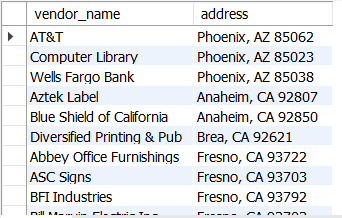 vendor_name address
AT&T Phoenix, AZ 85062
Computer Library Phoenix, AZ 85023
Wells Fargo Bank Phoenix, AZ 85038
Aztek Label Anaheim, CA 92807
Blue Shield of California Anaheim, CA 92850
Diversified Printing & Pub Brea, CA 92621
Abbey Office Furnishings Fresno, CA 93722
ASC Signs Fresno, CA 93703
BFI Industries Fresno, CA 93792